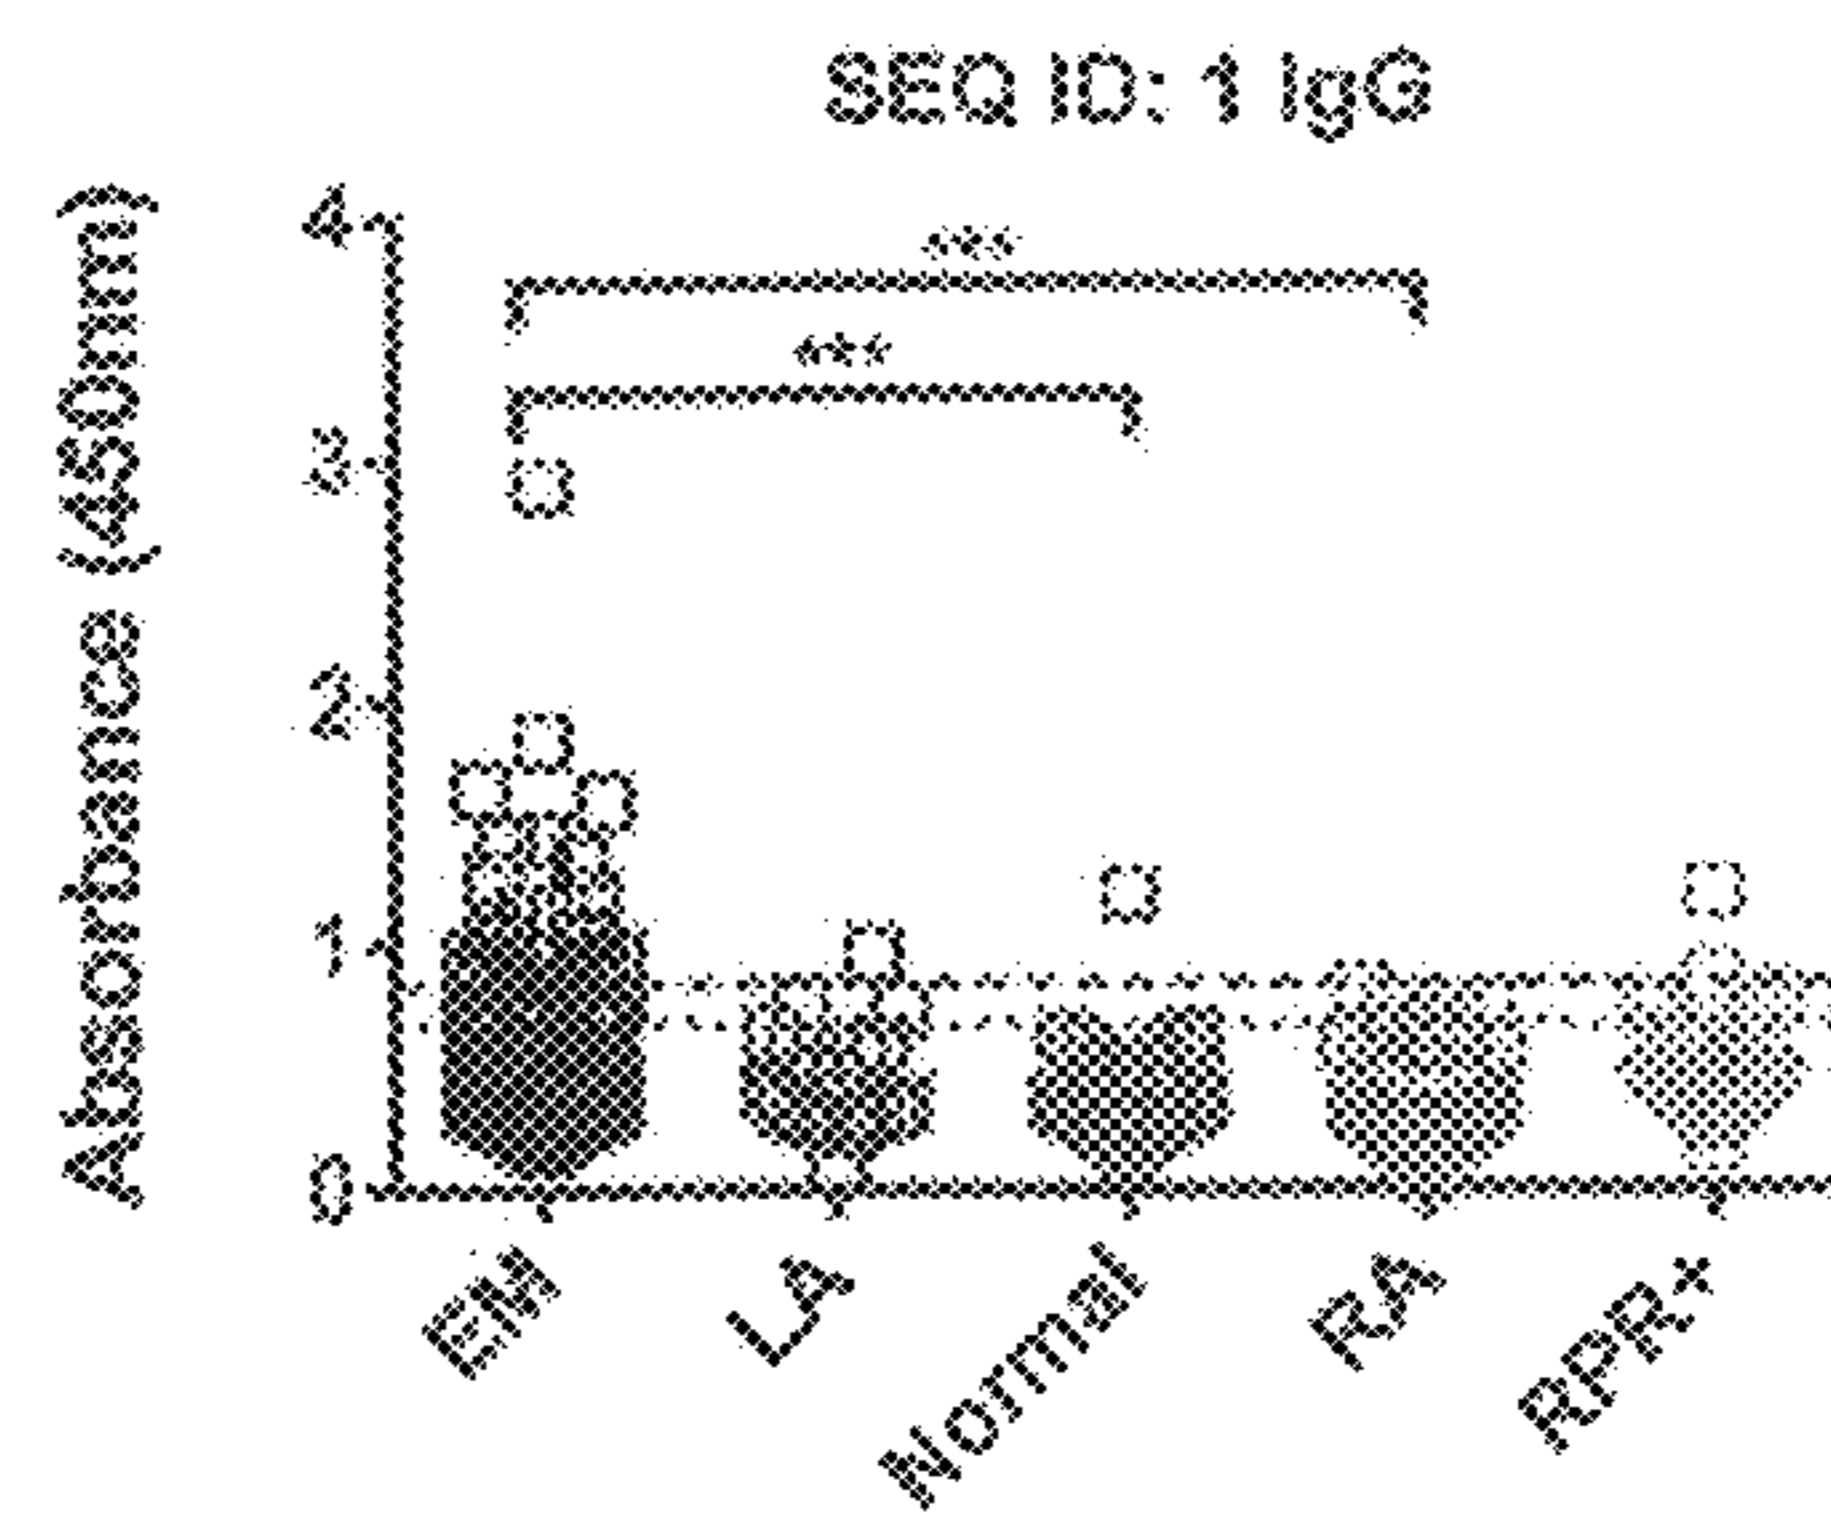 SEQ ID: 1 IgG
Absorbance (450nm)
4
***
***
3
2
1
0
EM
LA
Normal
RA
RPR+